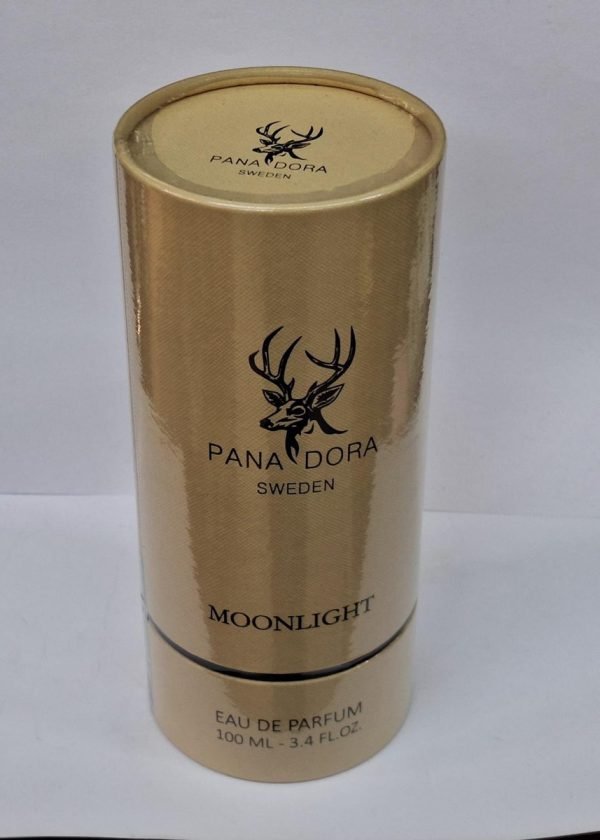 PANA DORA
SWEDEN
PANA DORA
SWEDEN
MOONLIGHT
EAU DE PARFUM
100 ML - 3.4 FL.OZ.